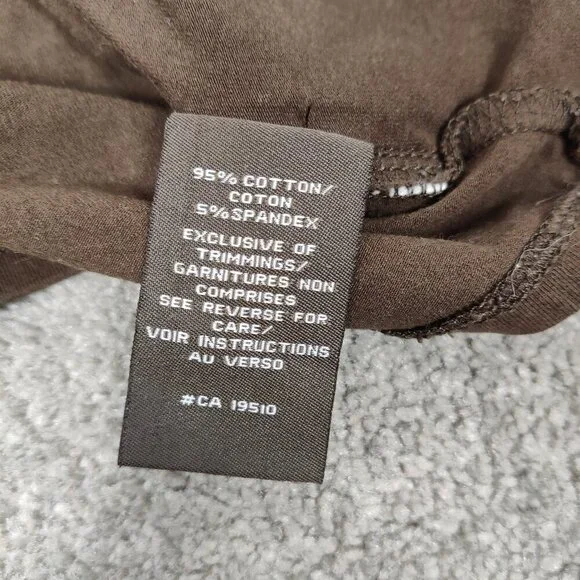 95% COTTON/
COTON
5%SPANDEX
EXCLUSIVE OF
TRIMMINGS/
GARNITURES NON
COMPRISES
SEE REVERSE FOR
CARE/
VOIR INSTRUCTIONS
AU VERSO
#CA 19510